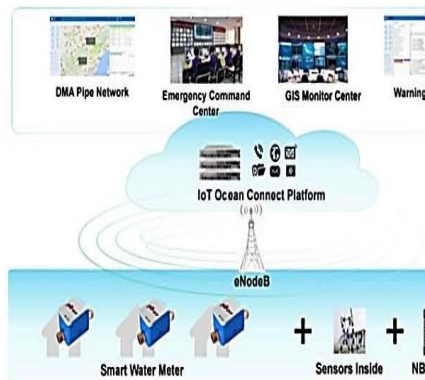 DMA Pipe Network
Emergency Command
Center
GIS Monitor Center
Warning
IoT Ocean Connect Platform
eNodeB
Smart Water Meter
Sensors Inside
NB